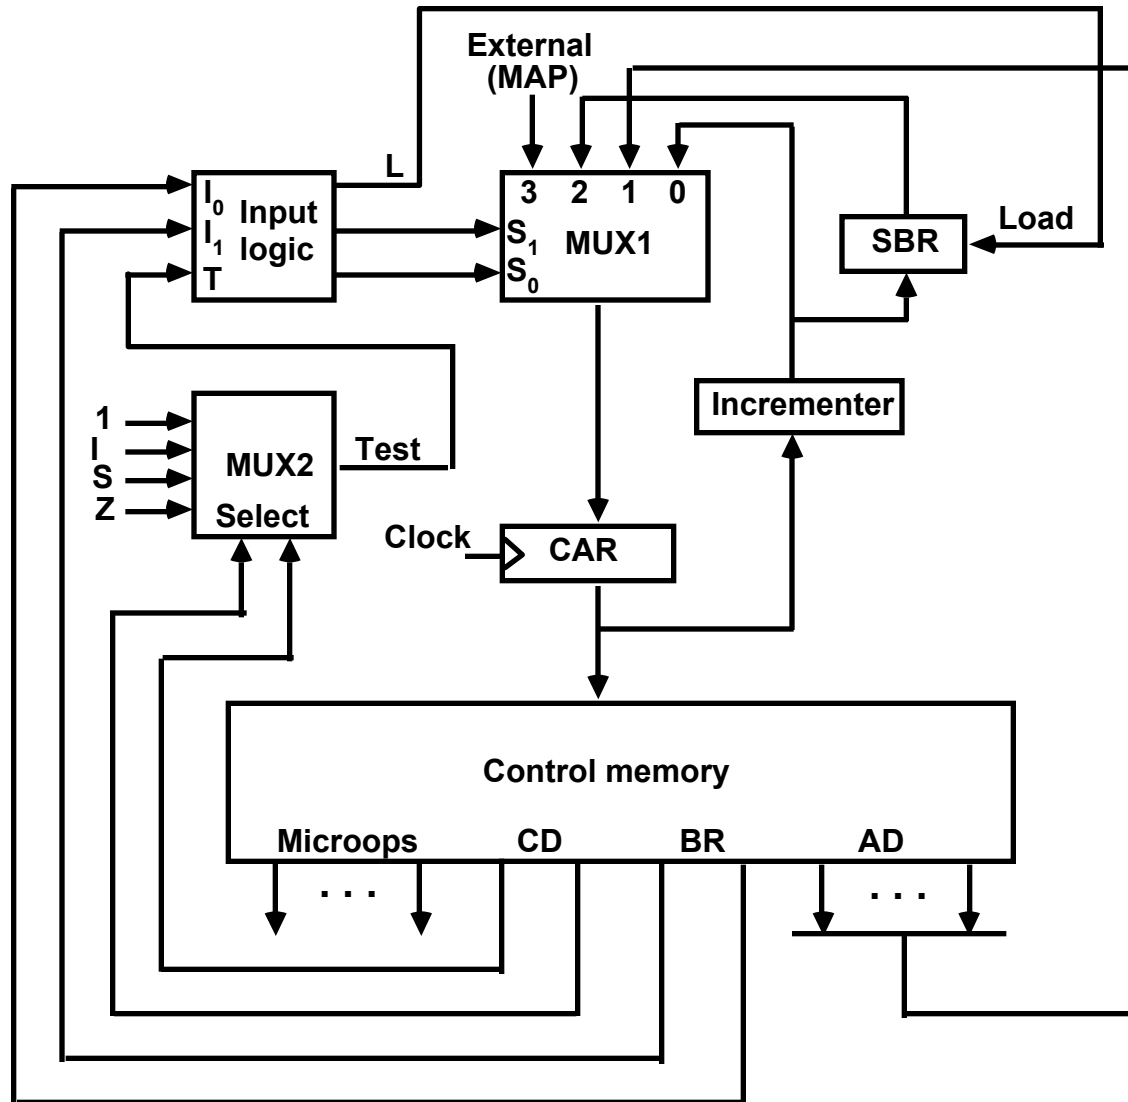 External
(MAP)
L
I0
I1
T
Input
logic
3 2 1 0
S1
S0
MUX1
SBR
Load
Incrementer
1
I
S
Z
MUX2
Select
Test
Clock
CAR
Control memory
Microops CD BR AD
. . . . . .